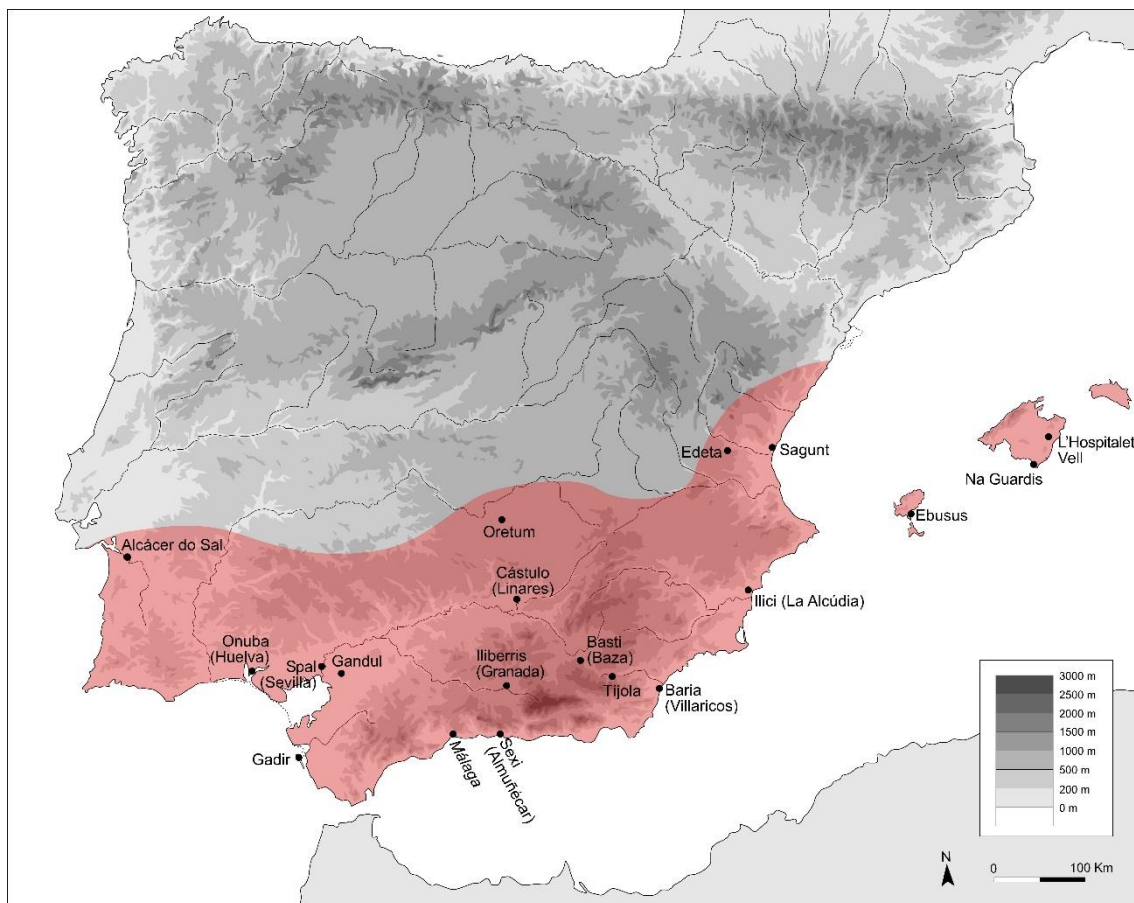 Edeta
Sagunt
L'Hospitalet
Vell
Na Guardis
Ebusus
Oretum
Alcácer do Sal
Cástulo
(Linares)
Ilici (La Alcúdia)
Onuba
(Huelva)
Spal
(Sevilla)
Gandul
Iliberris
(Granada)
Basti
(Baza)
Tíjola
Baria
(Villaricos)
Gadir
Málaga
Sexi
(Almuñécar)
3000 m
2500 m
2000 m
1500 m
1000 m
500 m
200 m
0 m
N
0 100 Km